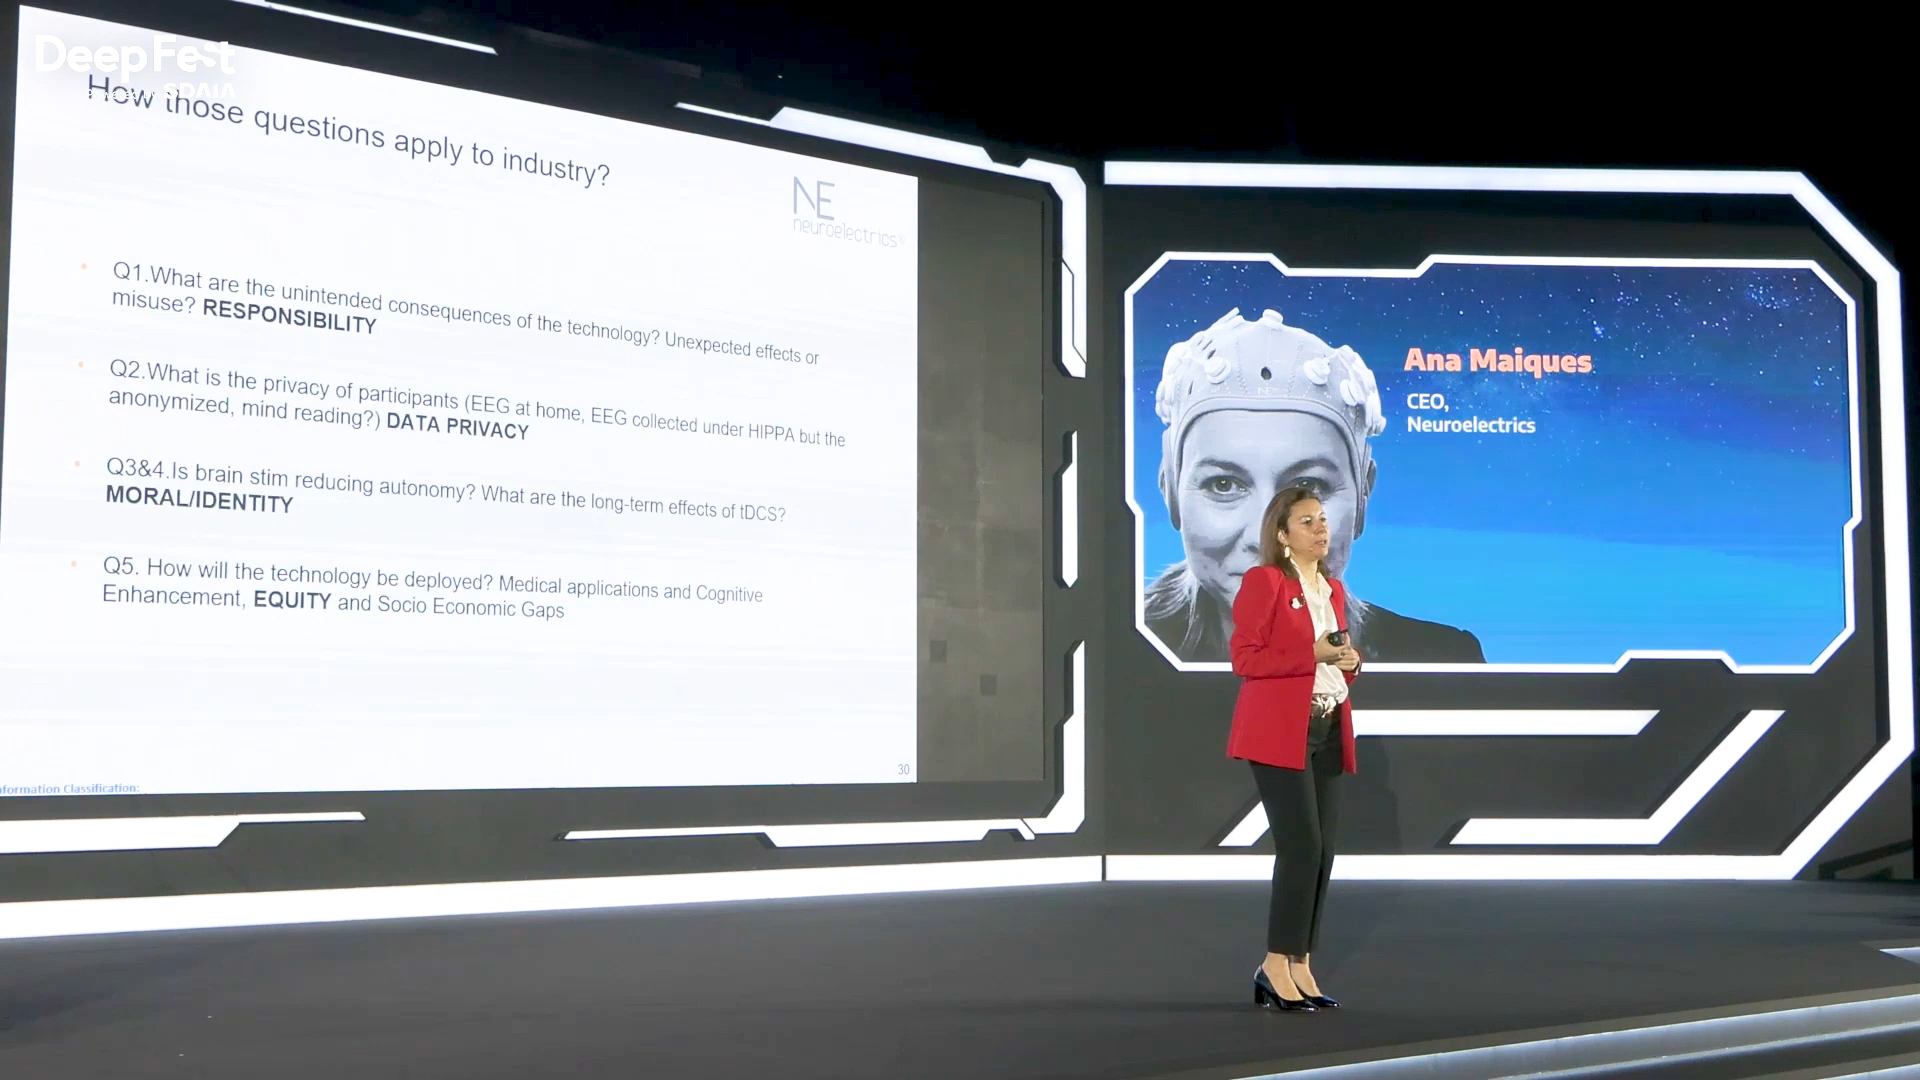 DeepFest
Powered by SDAIA
How those questions apply to industry?
NE
neuroelectrics®
Q1.What are the unintended consequences of the technology? Unexpected effects or
misuse? RESPONSIBILITY
Q2.What is the privacy of participants (EEG at home, EEG collected under HIPPA but the
anonymized, mind reading?) DATA PRIVACY
Q3&4.Is brain stim reducing autonomy? What are the long-term effects of tDCS?
MORAL/IDENTITY
Q5. How will the technology be deployed? Medical applications and Cognitive
Enhancement, EQUITY and Socio Economic Gaps
30
nformation Classification:
Ana Maiques
CEO,
Neuroelectrics